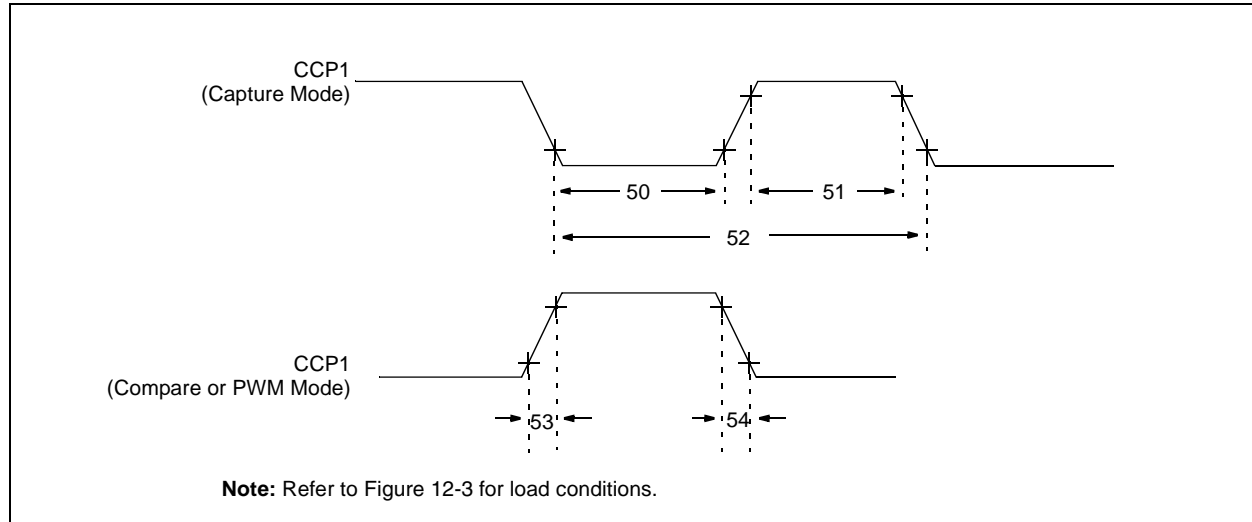 CCP1
(Capture Mode)
50
51
52
CCP1
(Compare or PWM Mode)
53
54
Note: Refer to Figure 12-3 for load conditions.